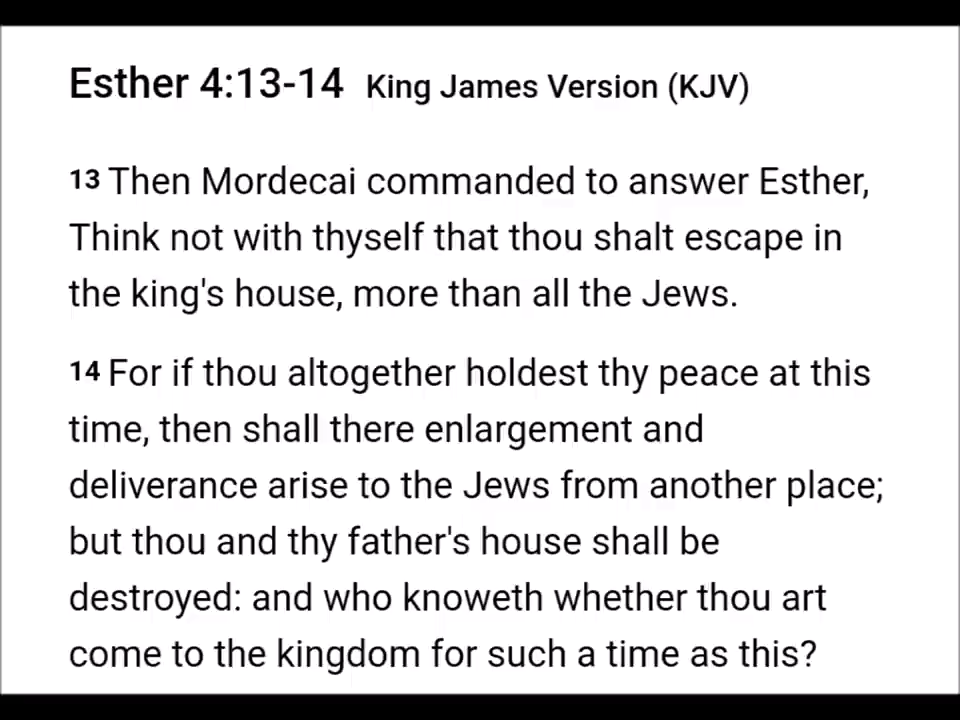 Esther 4:13-14 King James Version (KJV)
13 Then Mordecai commanded to answer Esther,
Think not with thyself that thou shalt escape in
the king's house, more than all the Jews.
14 For if thou altogether holdest thy peace at this
time, then shall there enlargement and
deliverance arise to the Jews from another place;
but thou and thy father's house shall be
destroyed: and who knoweth whether thou art
come to the kingdom for such a time as this?